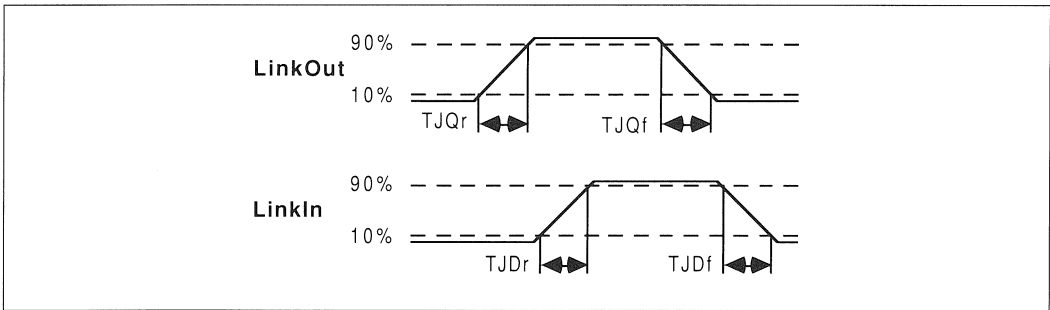 90%
LinkOut
10%
TJQr
TJQf
90%
LinkIn
10%
TJDr
TJDf